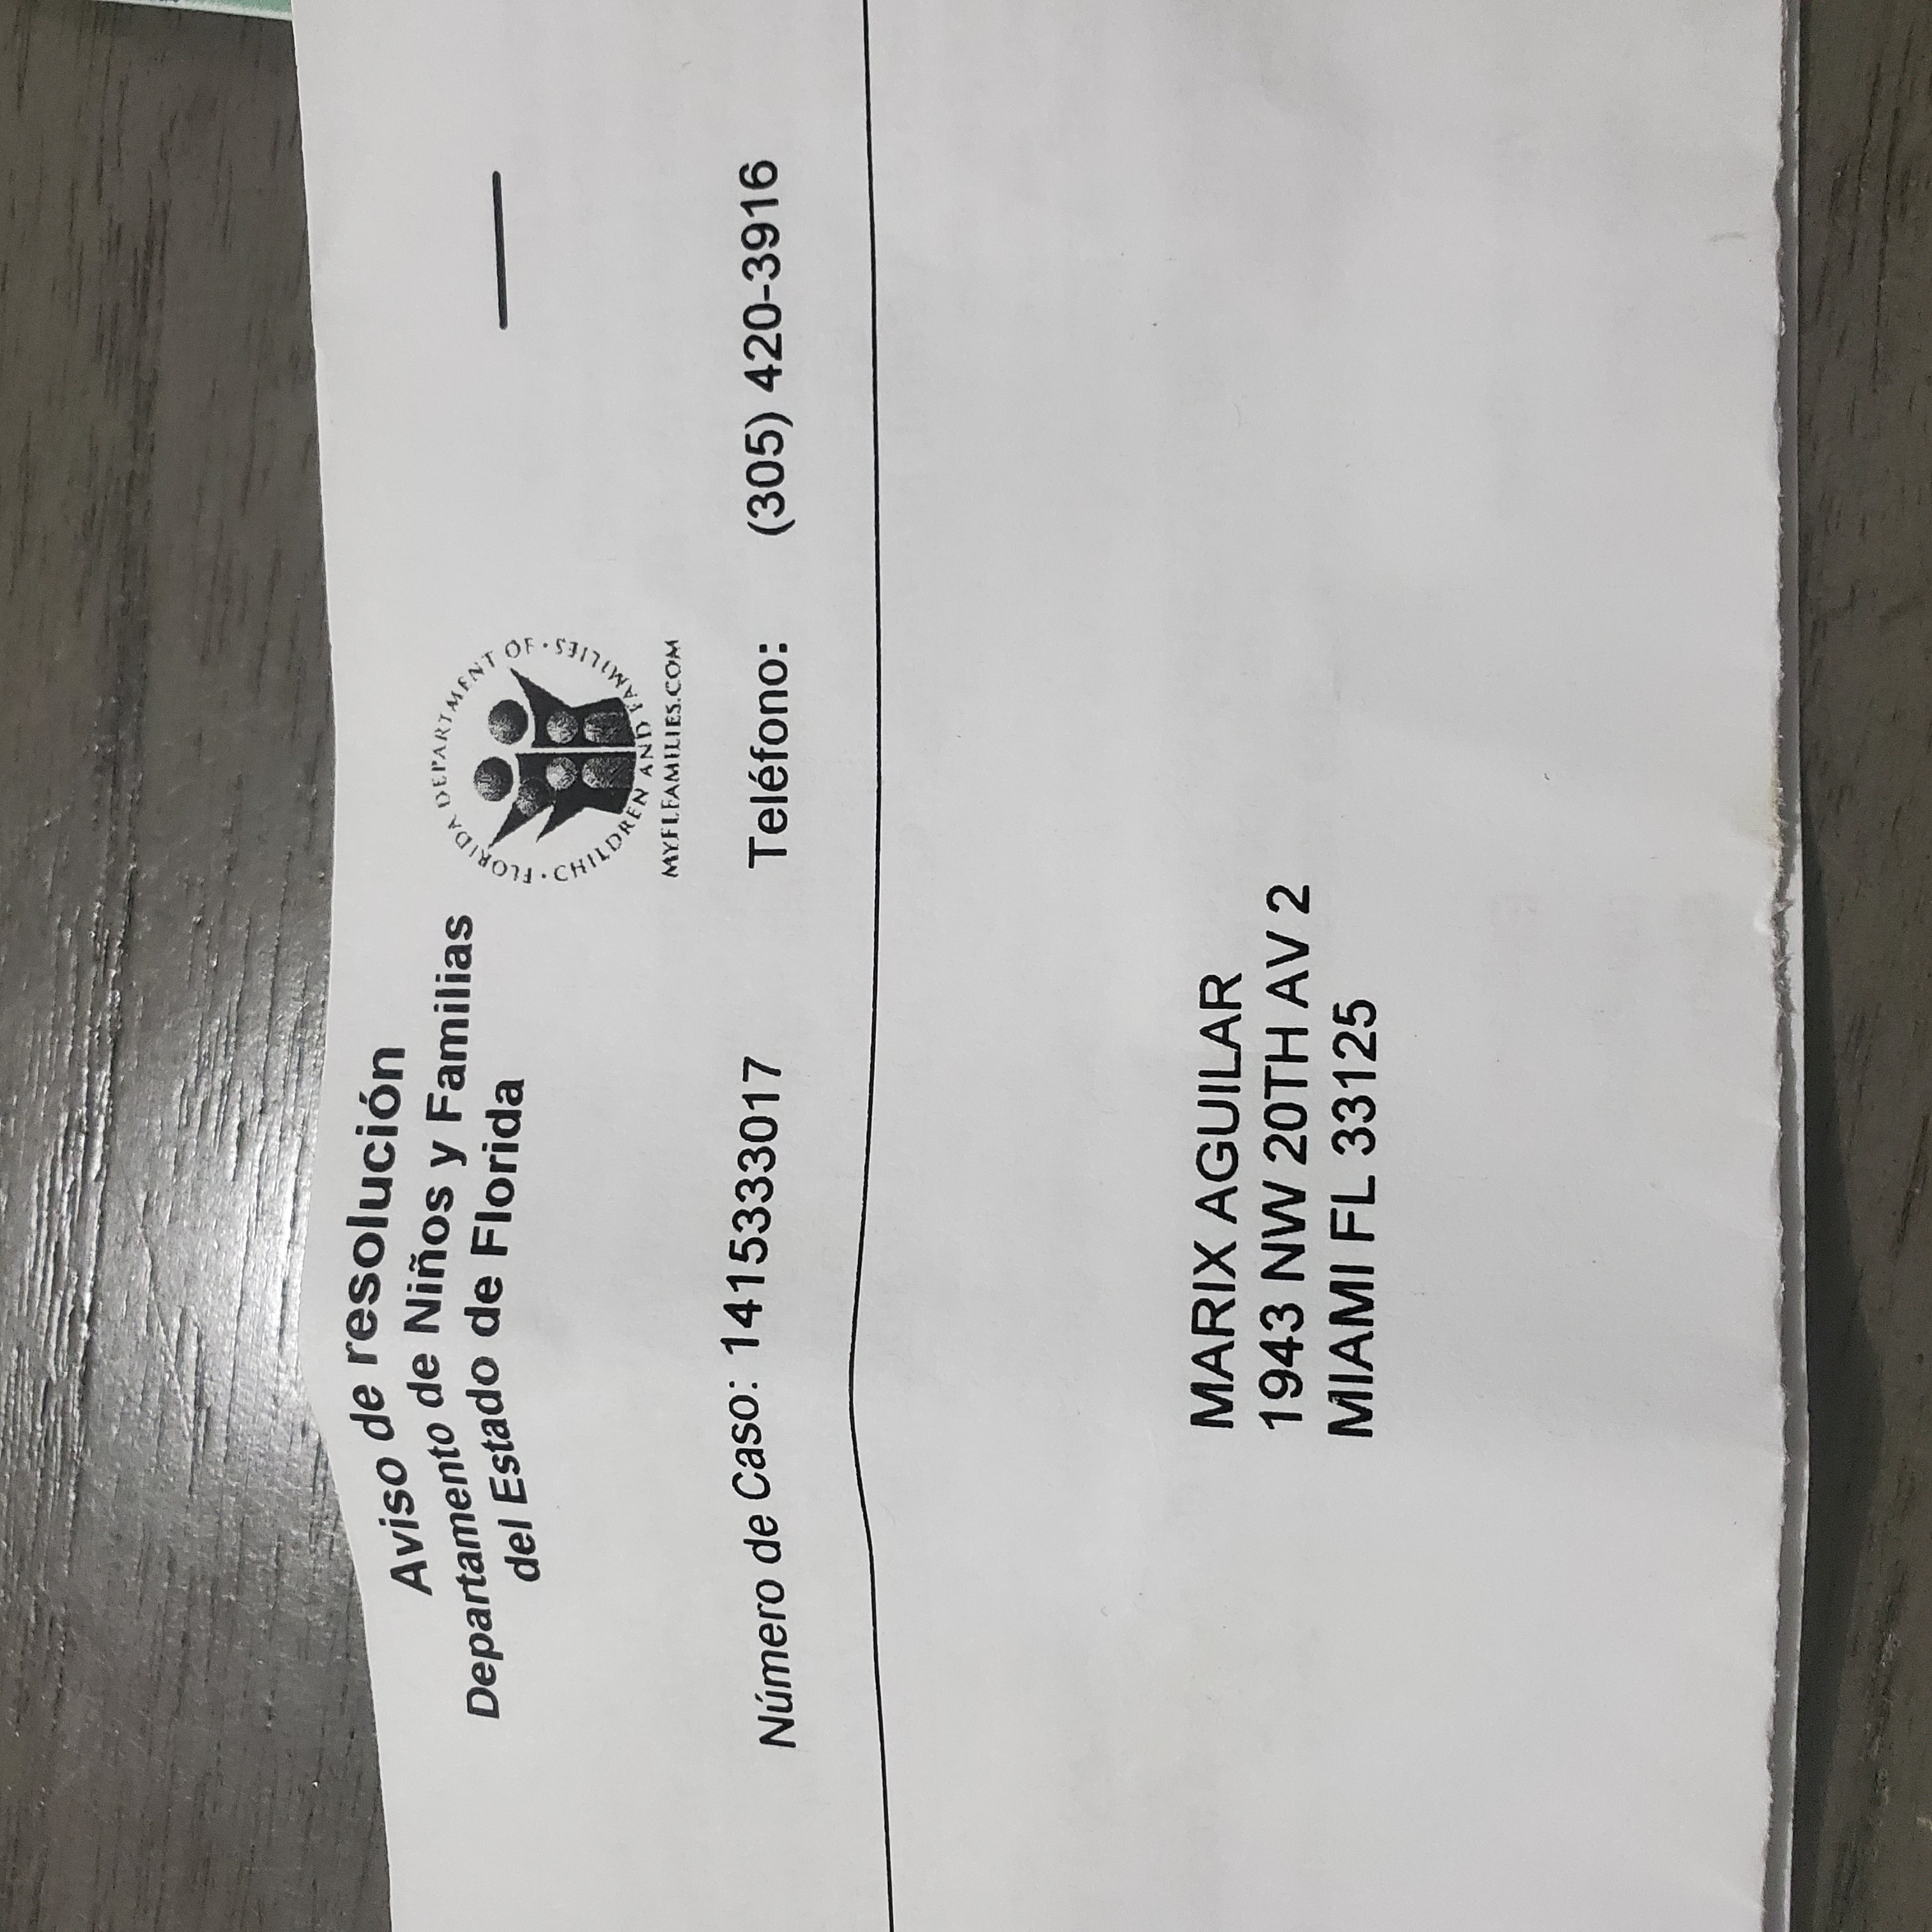 Aviso de resolución
Departamento de Niños y Familias
del Estado de Florida
FLORIDA DEPARTMENT OF
CHILDREN AND FAMILIES
MYFLFAMILIES.COM
Número de Caso: 1415333017 Teléfono: (305) 420-3916
MARIX AGUILAR
1943 NW 20TH AV 2
MIAMI FL 33125